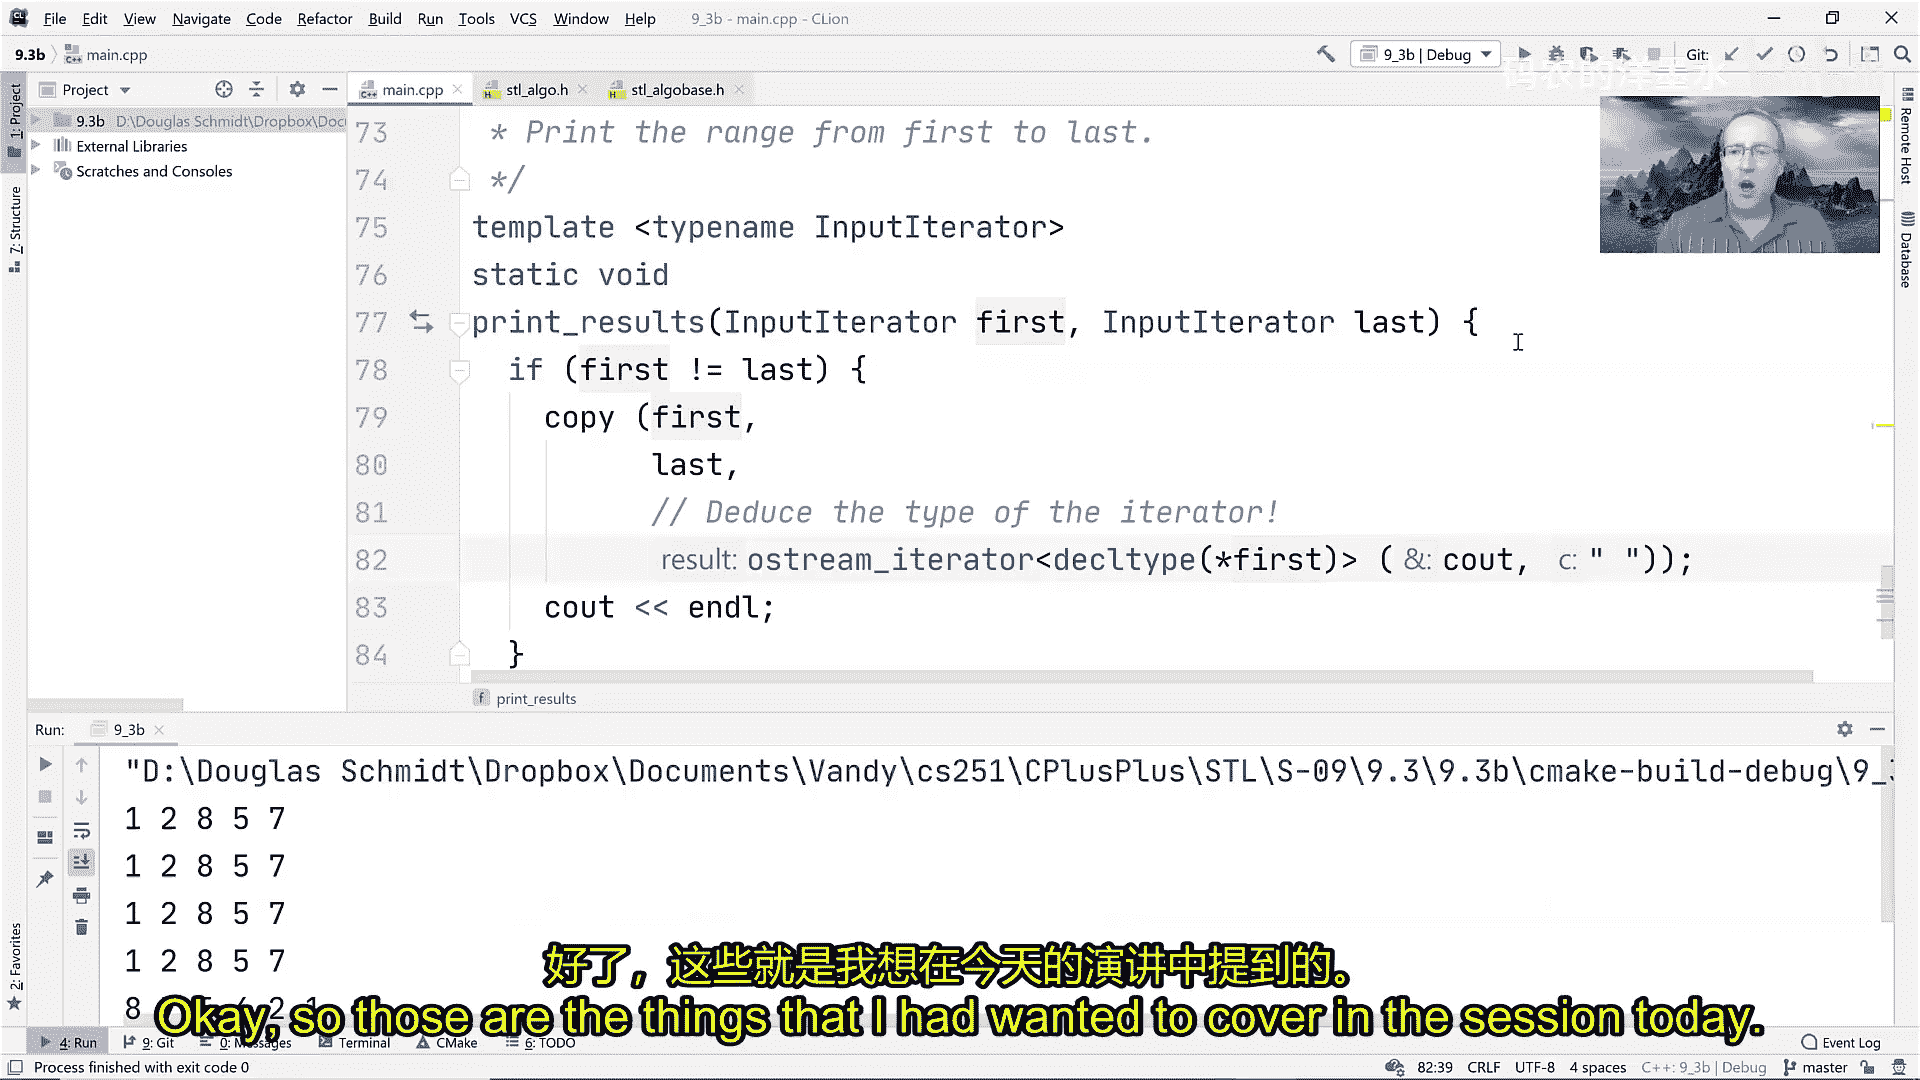 File Edit View Navigate Code Refactor Build Run Tools VCS Window Help 9_3b - main.cpp - CLion
9.3b main.cpp 9_3b | Debug Git:
码农的洋墨水
1: Project
7: Structure
2: Favorites
Project
9.3b D:\Douglas Schmidt\Dropbox\Doc
External Libraries
Scratches and Consoles
main.cpp stl_algo.h stl_algobase.h
Remote Host
Database
73 * Print the range from first to last.
74 */
75 template <typename InputIterator>
76 static void
77 print_results(InputIterator first, InputIterator last) {
78 if (first != last) {
79 copy (first,
80 last,
81 // Deduce the type of the iterator!
82 result: ostream_iterator<decltype(*first)> ( &: cout, c: " "));
83 cout << endl;
84 }
print_results
Run: 9_3b
"D:\Douglas Schmidt\Dropbox\Documents\Vandy\cs251\CPlusPlus\STL\S-09\9.3\9.3b\cmake-build-debug\9_
1 2 8 5 7
1 2 8 5 7
1 2 8 5 7
1 2 8 5 7
8
好了，这些就是我想在今天的演讲中提到的。
Okay, so those are the things that I had wanted to cover in the session today.
4: Run 9: Git 0: Messages Terminal CMake 6: TODO Event Log
Process finished with exit code 0 82:39 CRLF UTF-8 4 spaces C++: 9_3b | Debug master